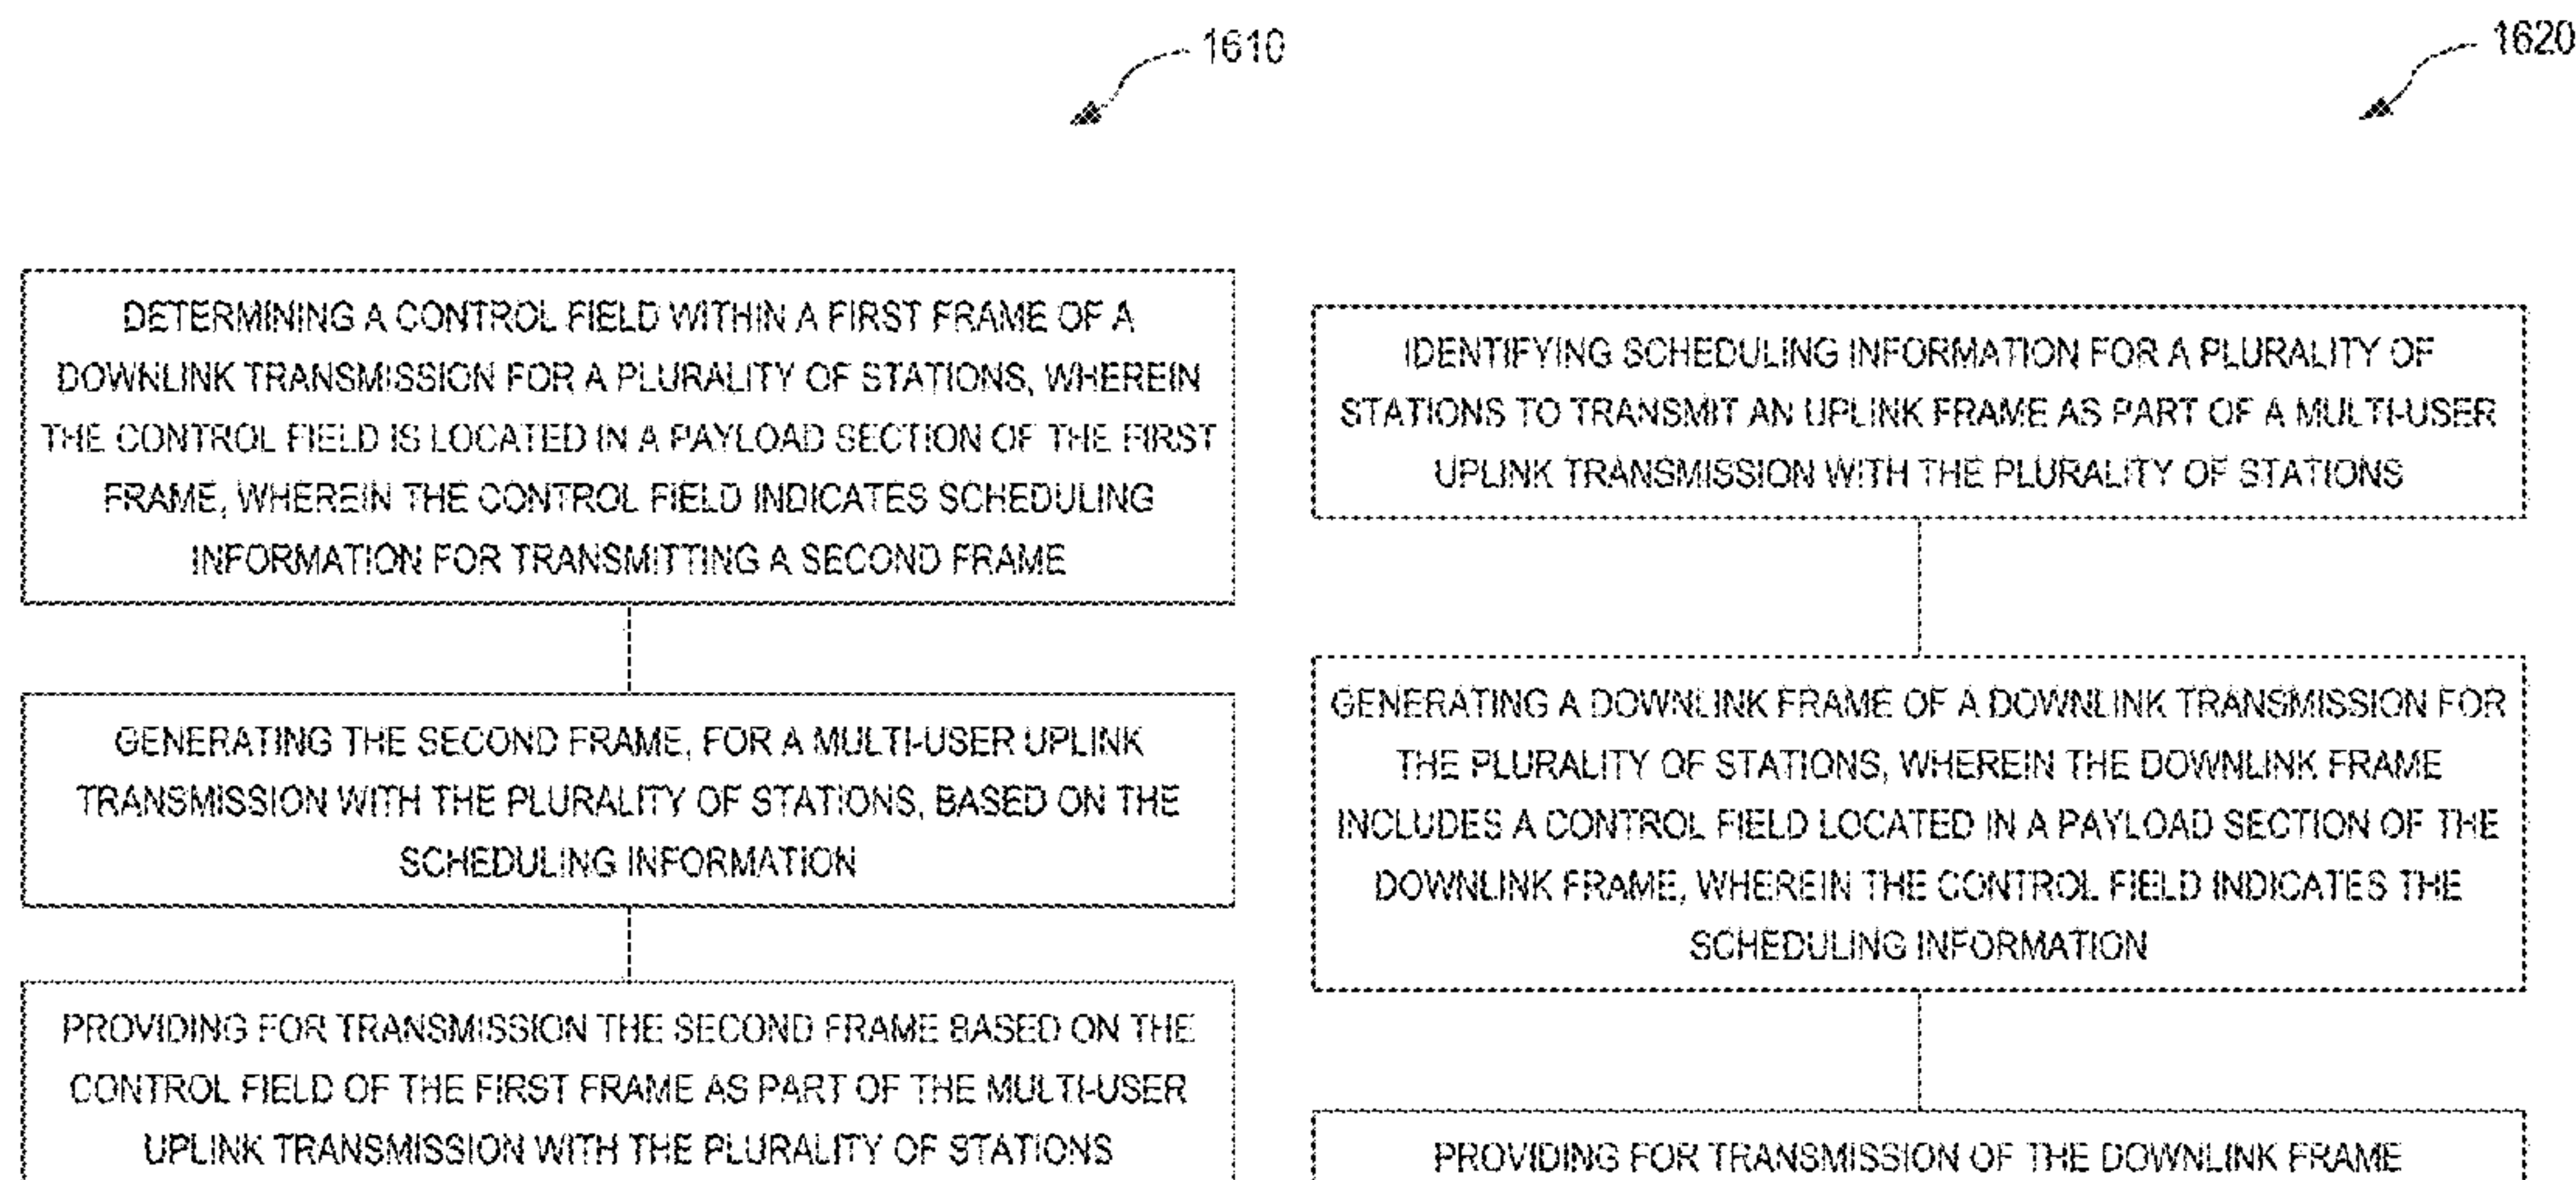 1610
DETERMINING A CONTROL FIELD WITHIN A FIRST FRAME OF A
DOWNLINK TRANSMISSION FOR A PLURALITY OF STATIONS, WHEREIN
THE CONTROL FIELD IS LOCATED IN A PAYLOAD SECTION OF THE FIRST
FRAME, WHEREIN THE CONTROL FIELD INDICATES SCHEDULING
INFORMATION FOR TRANSMITTING A SECOND FRAME
GENERATING THE SECOND FRAME, FOR A MULTI-USER UPLINK
TRANSMISSION WITH THE PLURALITY OF STATIONS, BASED ON THE
SCHEDULING INFORMATION
PROVIDING FOR TRANSMISSION THE SECOND FRAME BASED ON THE
CONTROL FIELD OF THE FIRST FRAME AS PART OF THE MULTI-USER
UPLINK TRANSMISSION WITH THE PLURALITY OF STATIONS
1620
IDENTIFYING SCHEDULING INFORMATION FOR A PLURALITY OF
STATIONS TO TRANSMIT AN UPLINK FRAME AS PART OF A MULTI-USER
UPLINK TRANSMISSION WITH THE PLURALITY OF STATIONS
GENERATING A DOWNLINK FRAME OF A DOWNLINK TRANSMISSION FOR
THE PLURALITY OF STATIONS, WHEREIN THE DOWNLINK FRAME
INCLUDES A CONTROL FIELD LOCATED IN A PAYLOAD SECTION OF THE
DOWNLINK FRAME, WHEREIN THE CONTROL FIELD INDICATES THE
SCHEDULING INFORMATION
PROVIDING FOR TRANSMISSION OF THE DOWNLINK FRAME